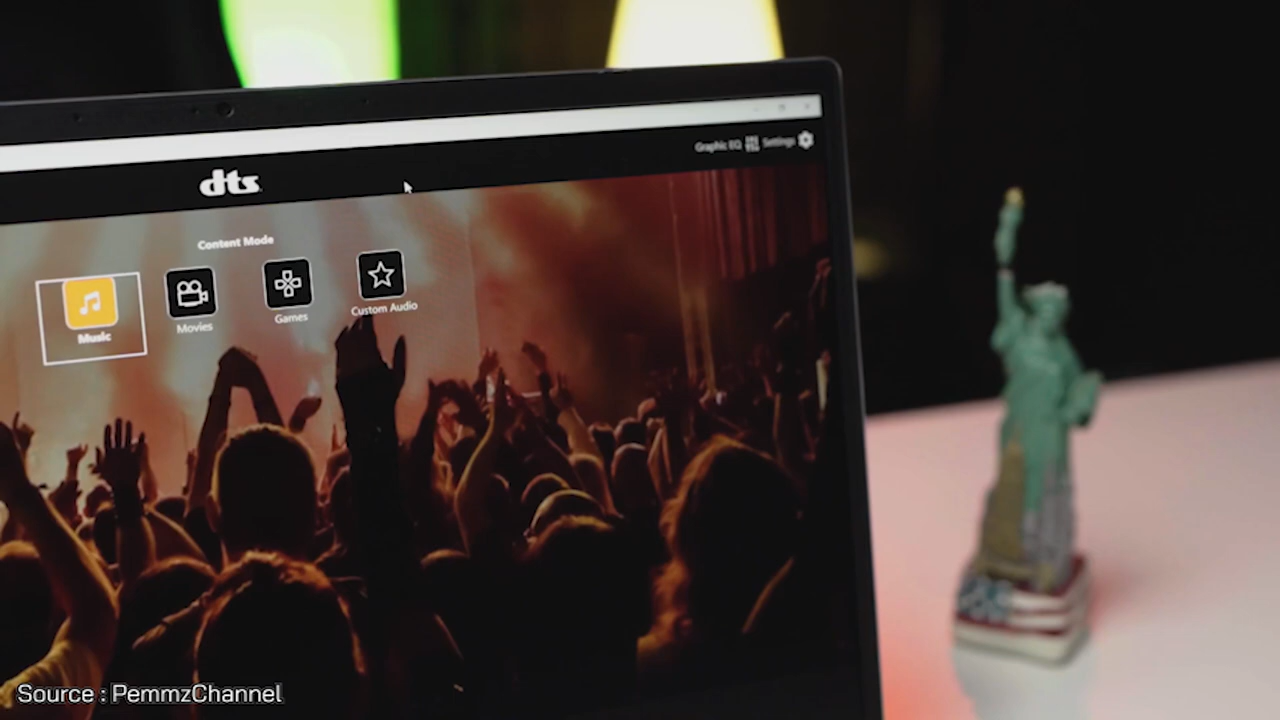 Graphic EQ Settings
dts
Content Mode
Music Movies Games Custom Audio
Source : PemmzChannel